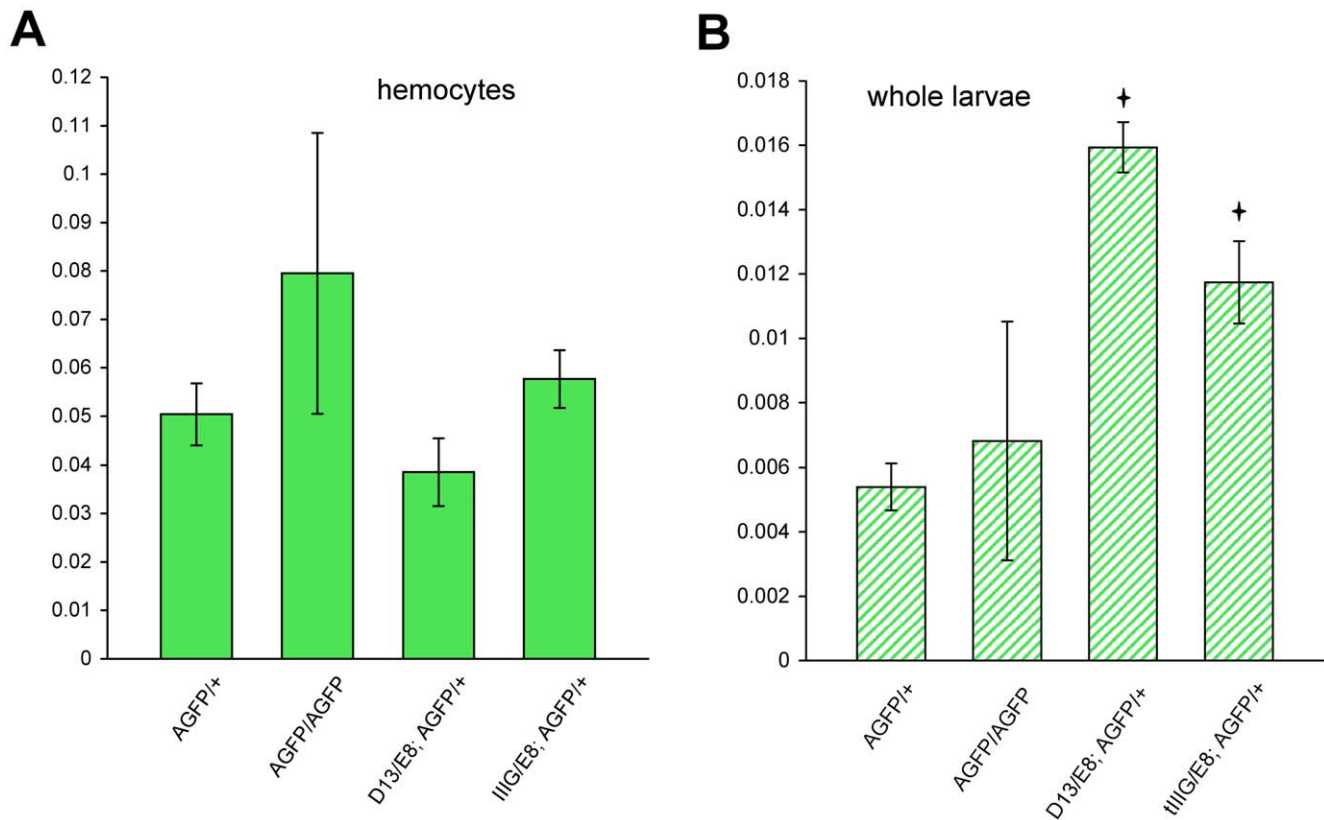 A
hemocytes
0.12
0.11
0.1
0.09
0.08
0.07
0.06
0.05
0.04
0.03
0.02
0.01
0
AGFP/+
AGFP/AGFP
D13/E8; AGFP/+
IIIG/E8; AGFP/+
B
whole larvae
0.018
0.016
0.014
0.012
0.01
0.008
0.006
0.004
0.002
0
AGFP/+
AGFP/AGFP
D13/E8; AGFP/+
tIIIG/E8; AGFP/+